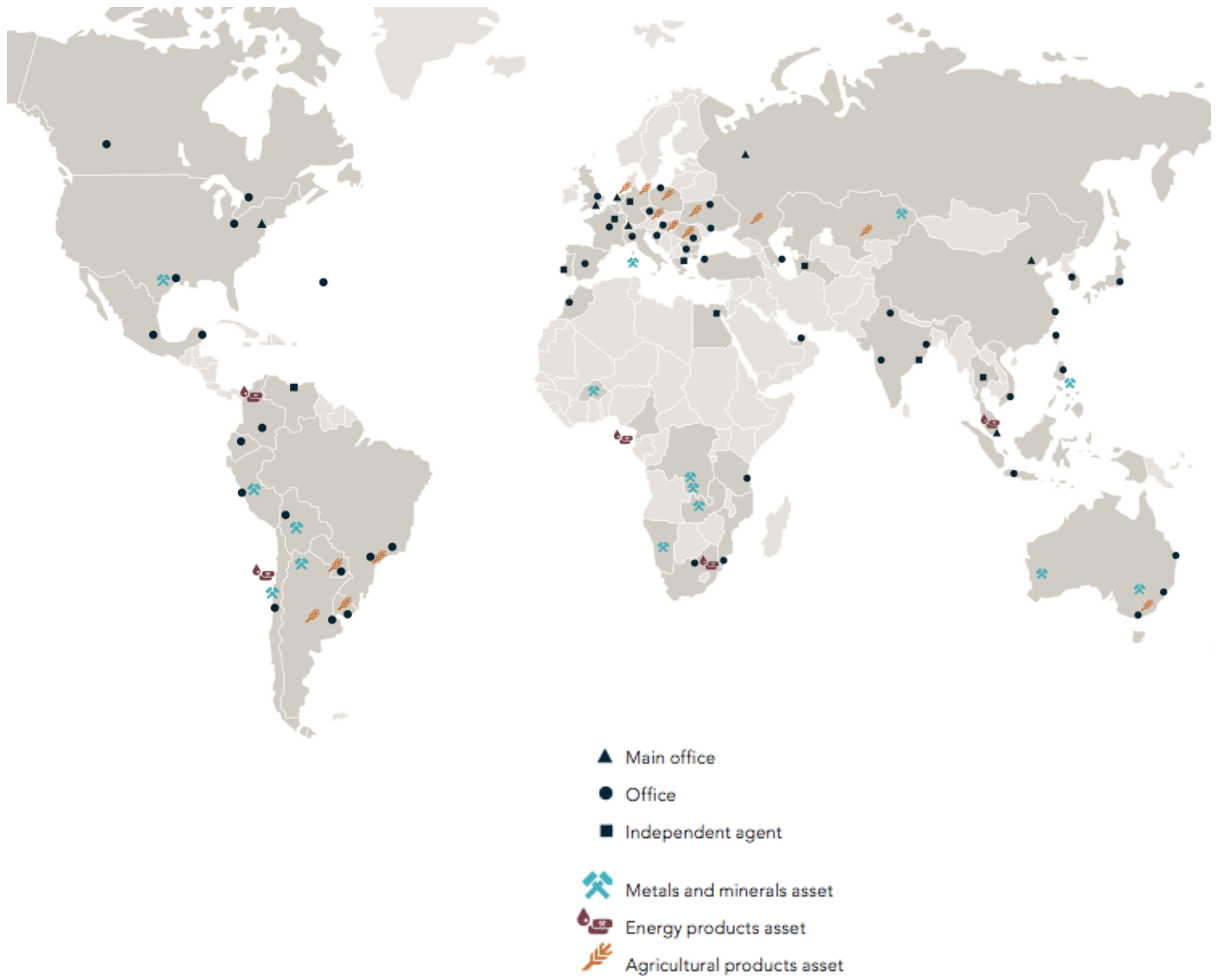 Main office
Office
Independent agent
Metals and minerals asset
Energy products asset
Agricultural products asset